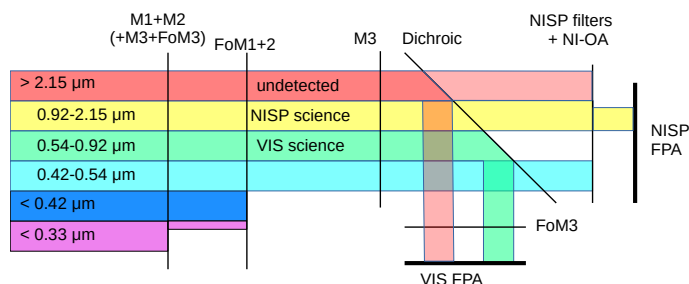 M1+M2
(+M3+FoM3)
FoM1+2
M3
Dichroic
NISP filters
+ NI-OA
> 2.15 µm
undetected
0.92-2.15 µm
NISP science
0.54-0.92 µm
VIS science
0.42-0.54 µm
< 0.42 µm
< 0.33 µm
NISP
FPA
FoM3
VIS FPA